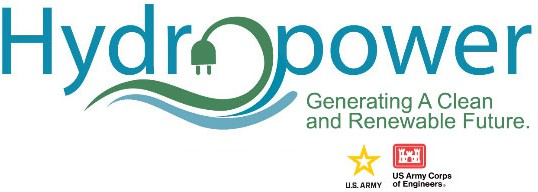 Hydropower
Generating A Clean
and Renewable Future.
U.S. ARMY
US Army Corps
of Engineers®